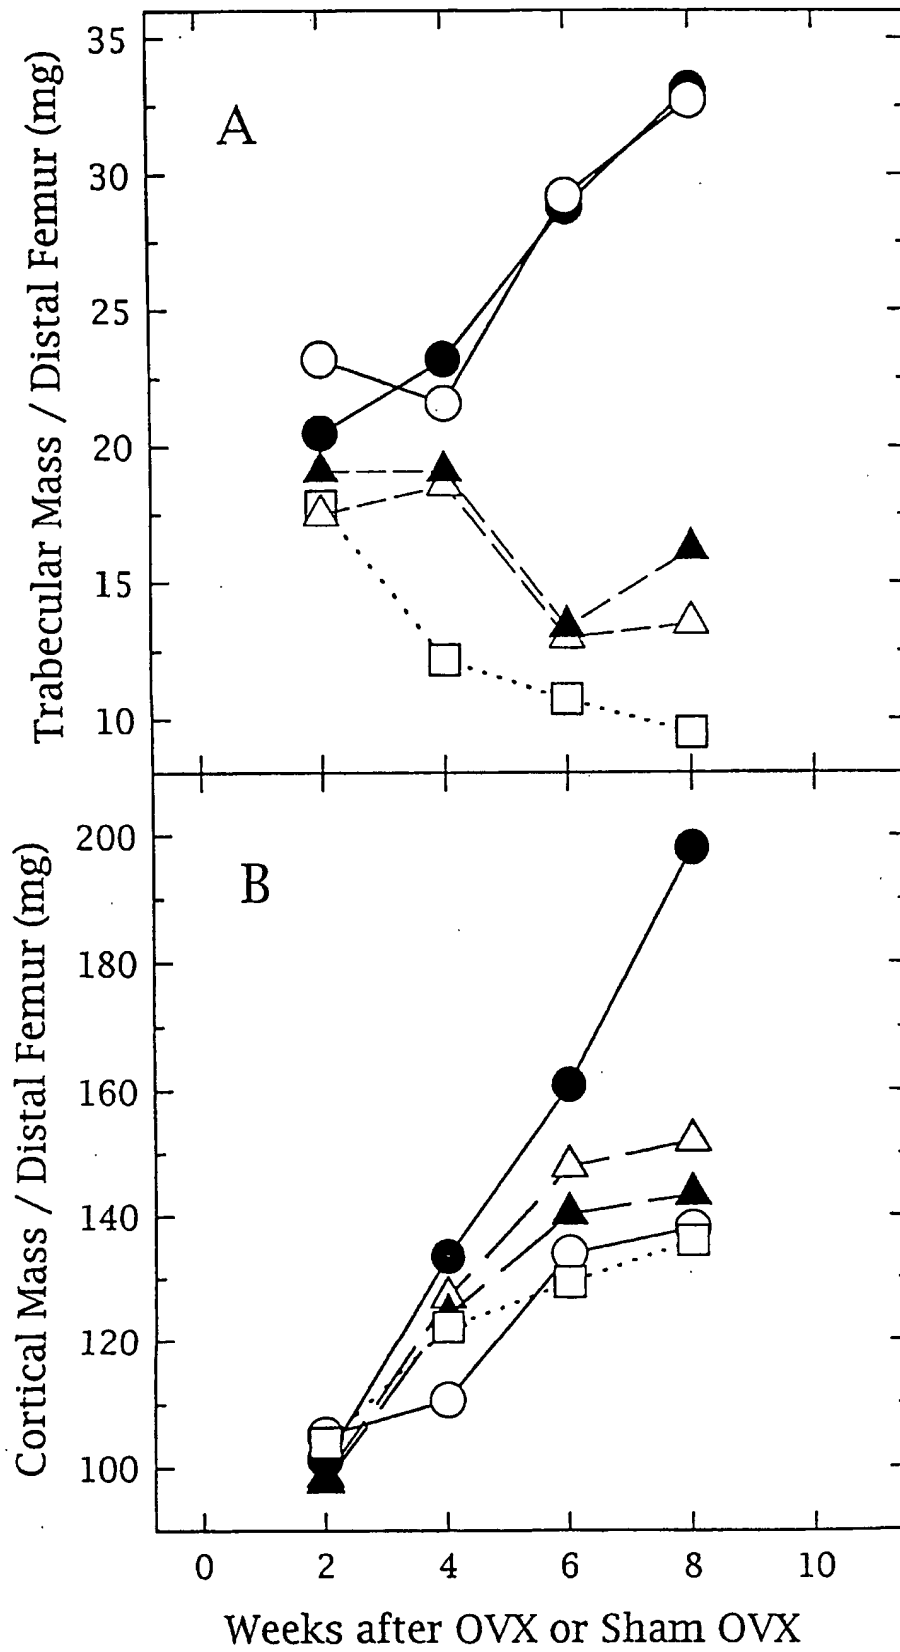 A
Trabecular Mass / Distal Femur (mg)
35
30
25
20
15
10
B
Cortical Mass / Distal Femur (mg)
200
180
160
140
120
100
0 2 4 6 8 10
Weeks after OVX or Sham OVX